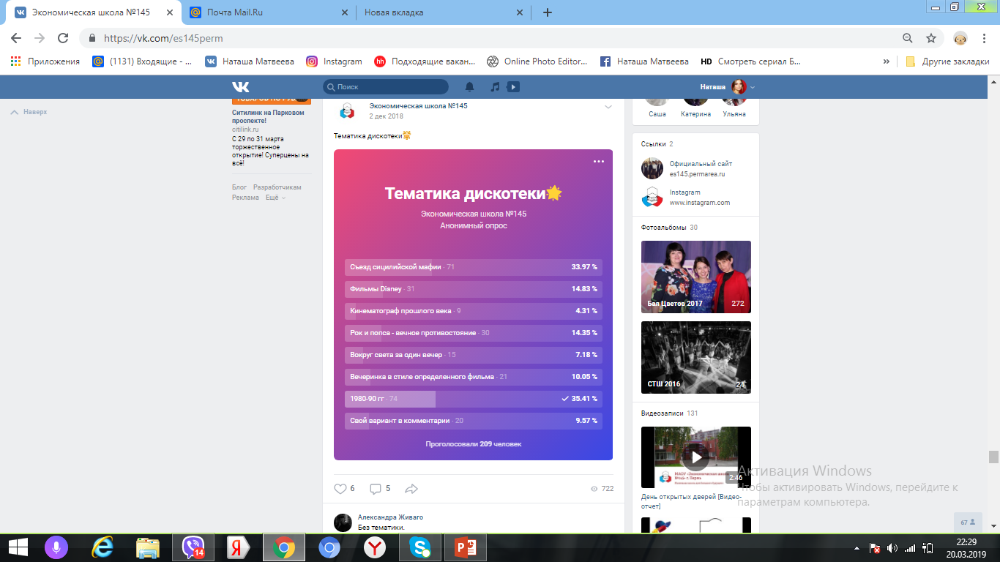 Экономическая школа №145
Почта Mail.Ru
Новая вкладка
https://vk.com/es145perm
Приложения
(1131) Входящие - ...
Наташа Матвеева
Instagram
hh
Подходящие вакан...
Online Photo Editor...
Наташа Матвеева
HD
Смотреть сериал Б...
»
Другие закладки
Поиск
Наташа
Наверх
Ситилинк на Парковом
проспекте!
citilink.ru
С 29 по 31 марта
торжественное
открытие! Суперцены на
всё!
Блог Разработчикам
Реклама Ещё
Экономическая школа №145
2 дек 2018
Тематика дискотеки
Тематика дискотеки
Экономическая школа №145
Анонимный опрос
Съезд сицилийской мафии · 71 33.97 %
Фильмы Disney · 31 14.83 %
Кинематограф прошлого века · 9 4.31 %
Рок и попса - вечное противостояние · 30 14.35 %
Вокруг света за один вечер · 15 7.18 %
Вечеринка в стиле определенного фильма · 21 10.05 %
1980-90 гг · 74 35.41 %
Свой вариант в комментарии · 20 9.57 %
Проголосовали 209 человек
6 5 722
Александра Живаго
Без тематики.
Саша Катерина Ульяна
Ссылки 2
Официальный сайт
es145.permarea.ru
Instagram
www.instagram.com
Фотоальбомы 30
Бал Цветов 2017 272
СТШ 2016 24
Видеозаписи 131
2:46
День открытых дверей [Видео-
отчет]
Активация Windows
Чтобы активировать Windows, перейдите к
параметрам компьютера.
67
14
22:29
20.03.2019